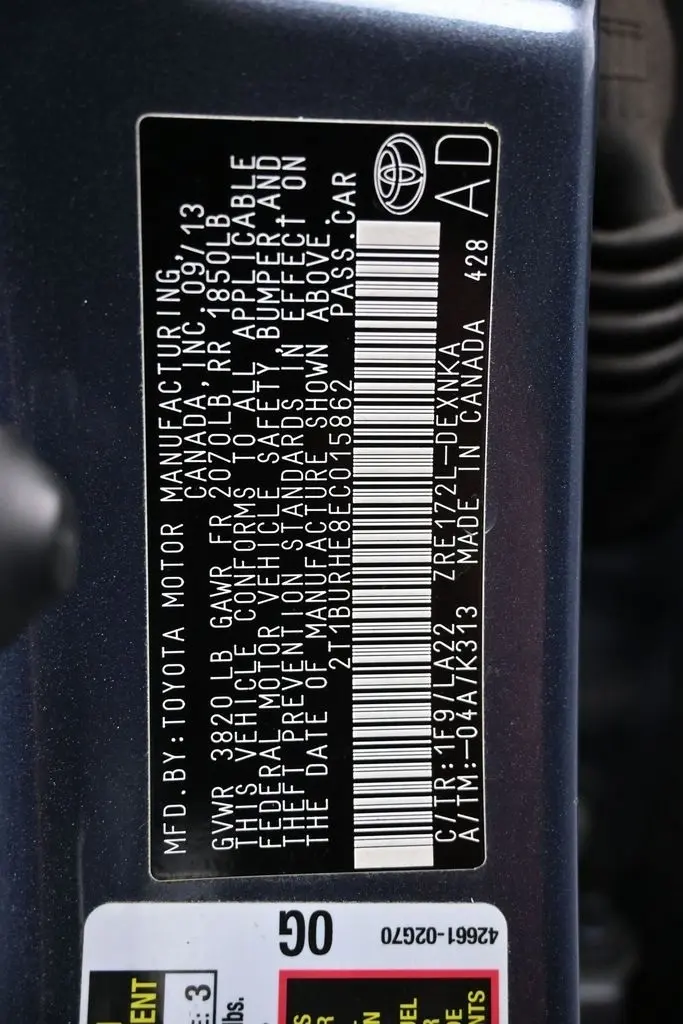 MFD.BY:TOYOTA MOTOR MANUFACTURING,
CANADA, INC. 09/13
GVWR 3820 LB GAWR FR 2070LB, RR 1850LB
THIS VEHICLE CONFORMS TO ALL APPLICABLE
FEDERAL MOTOR VEHICLE SAFETY, BUMPER, AND
THEFT PREVENTION STANDARDS IN EFFECT ON
THE DATE OF MANUFACTURE SHOWN ABOVE.
2T1BURHE8EC015862 PASS.CAR
C/TR:1F9/LA22 ZRE172L-DEXNKA
A/TM:-04A/K313 MADE IN CANADA 428
AD
0G
42661-02G70
3
lbs.